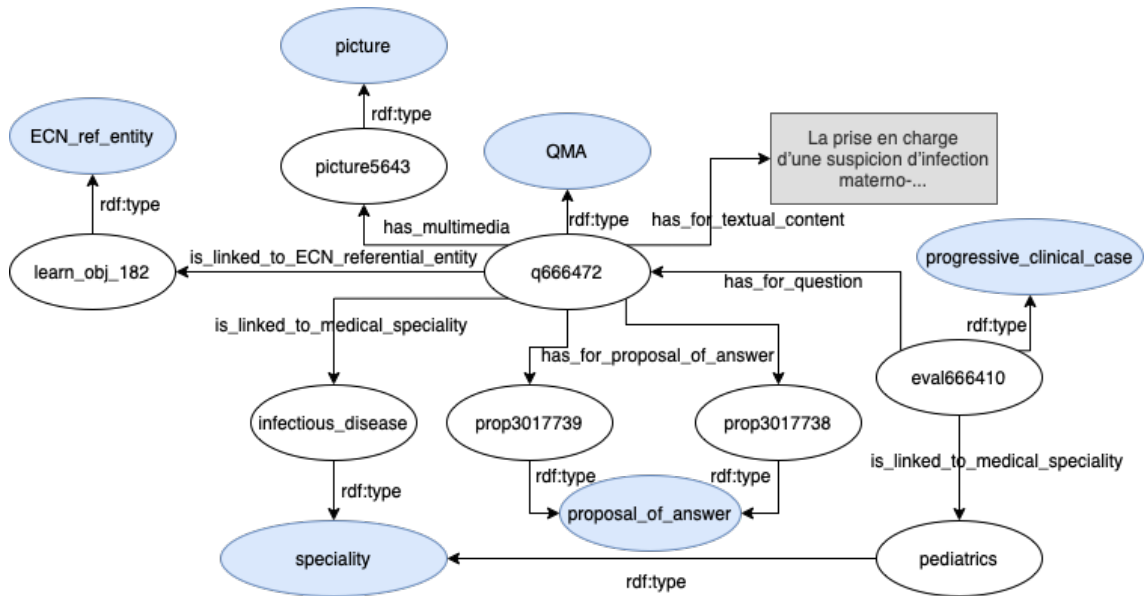 picture
rdf:type
ECN_ref_entity
picture5643
QMA
La prise en charge
d'une suspicion d'infection
materno-...
rdf:type
has_multimedia
rdf:type
has_for_textual_content
learn_obj_182
is_linked_to_ECN_referential_entity
q666472
has_for_question
progressive_clinical_case
is_linked_to_medical_speciality
rdf:type
has_for_proposal_of_answer
eval666410
infectious_disease
prop3017739
prop3017738
is_linked_to_medical_speciality
rdf:type
rdf:type
rdf:type
proposal_of_answer
speciality
pediatrics
rdf:type